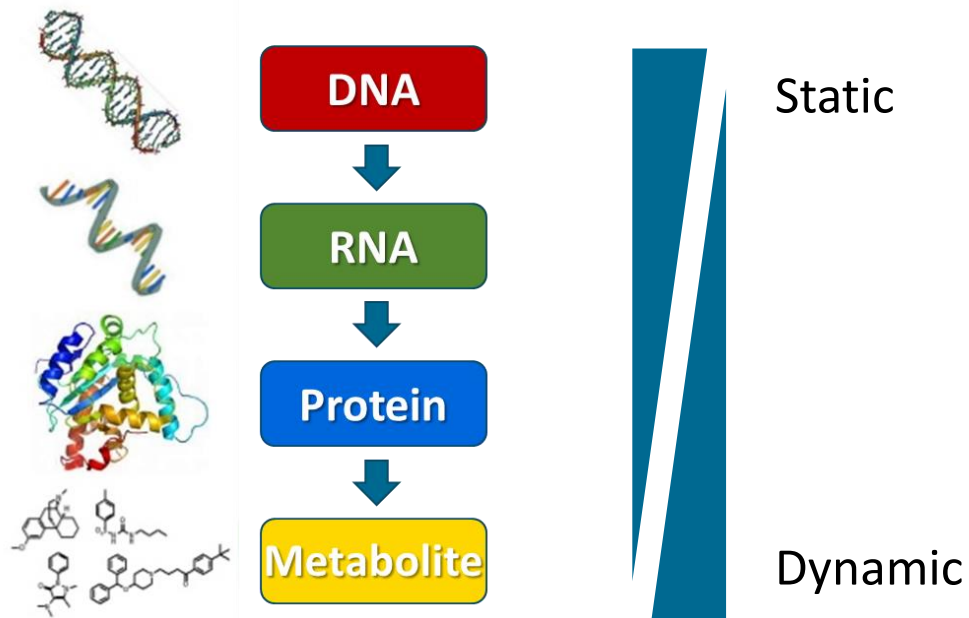 DNA
Static
RNA
Protein
Metabolite
Dynamic